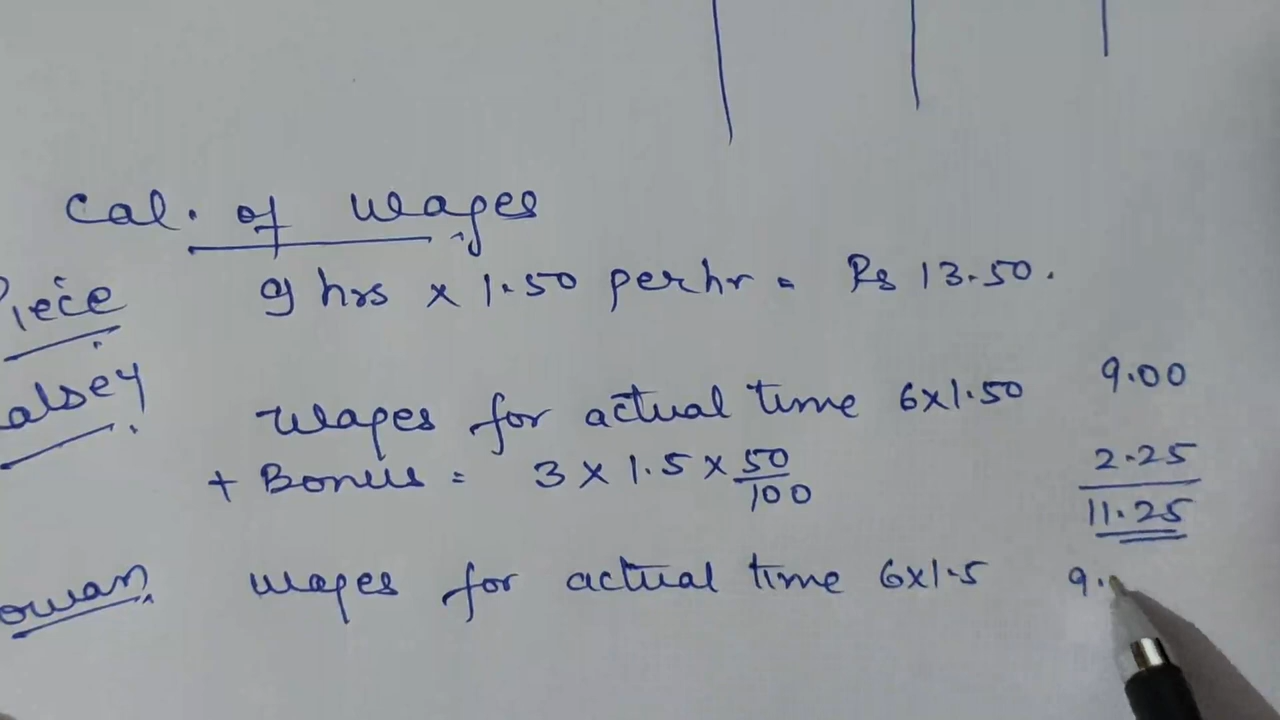 Cal. of wages
Piece 9 hrs x 1.50 per hr = Rs 13.50.
alsey wages for actual time 6x1.50 9.00
+ Bonus = 3 x 1.5 x 50/100 2.25
11.25
owan wages for actual time 6x1.5 9.